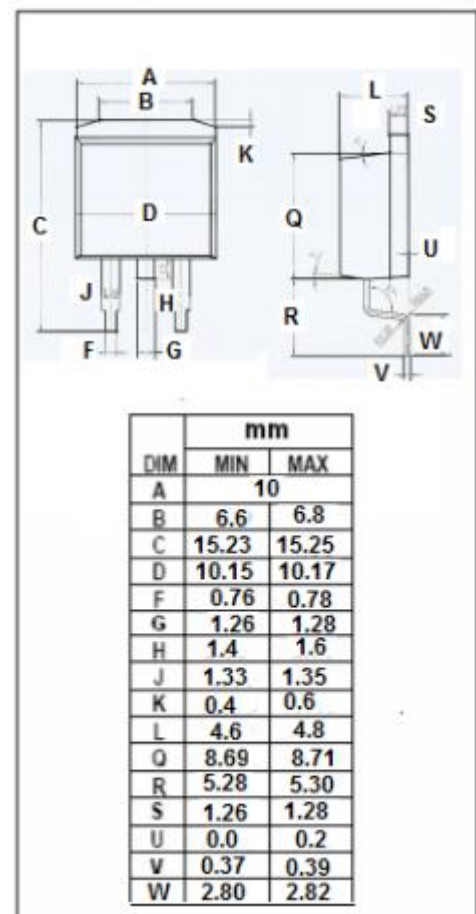 A
B
K
C
D
J
H
F
G
L
S
Q
U
R
W
V
mm
DIM MIN MAX
A 10
B 6.6 6.8
C 15.23 15.25
D 10.15 10.17
F 0.76 0.78
G 1.26 1.28
H 1.4 1.6
J 1.33 1.35
K 0.4 0.6
L 4.6 4.8
Q 8.69 8.71
R 5.28 5.30
S 1.26 1.28
U 0.0 0.2
V 0.37 0.39
W 2.80 2.82